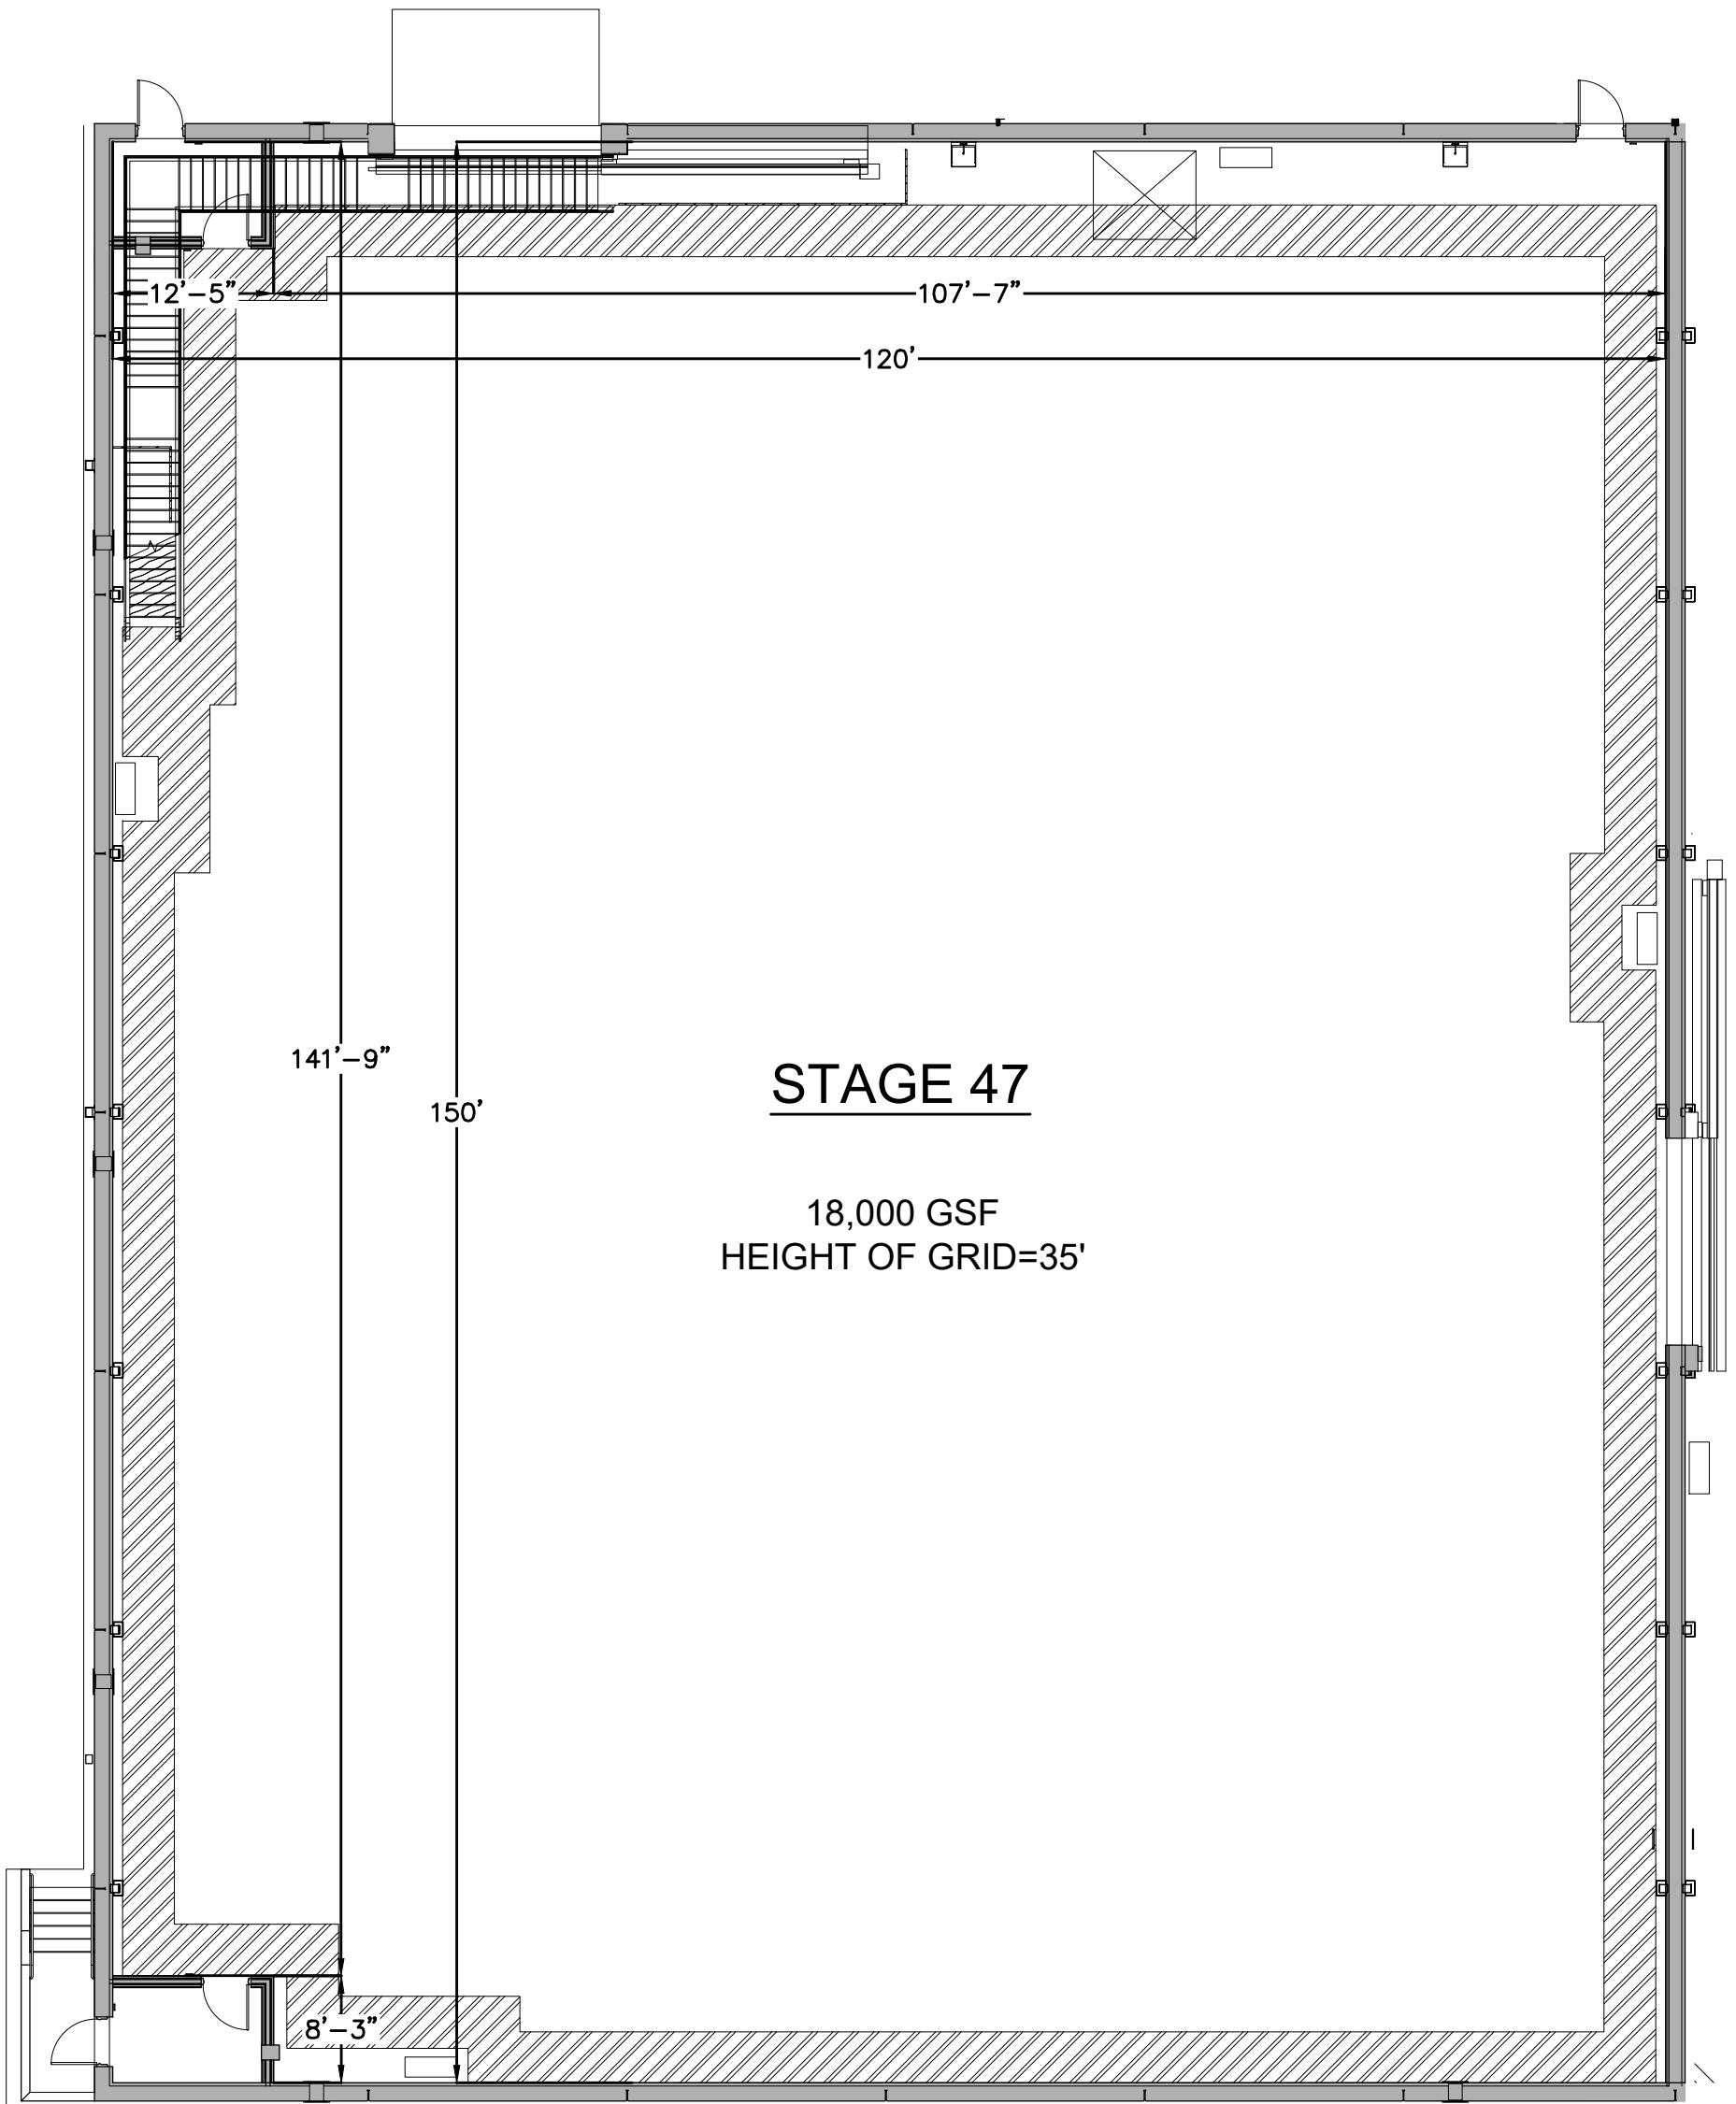 12'-5"
107'-7"
120'
141'-9"
150'
STAGE 47
18,000 GSF
HEIGHT OF GRID=35'
8'-3"